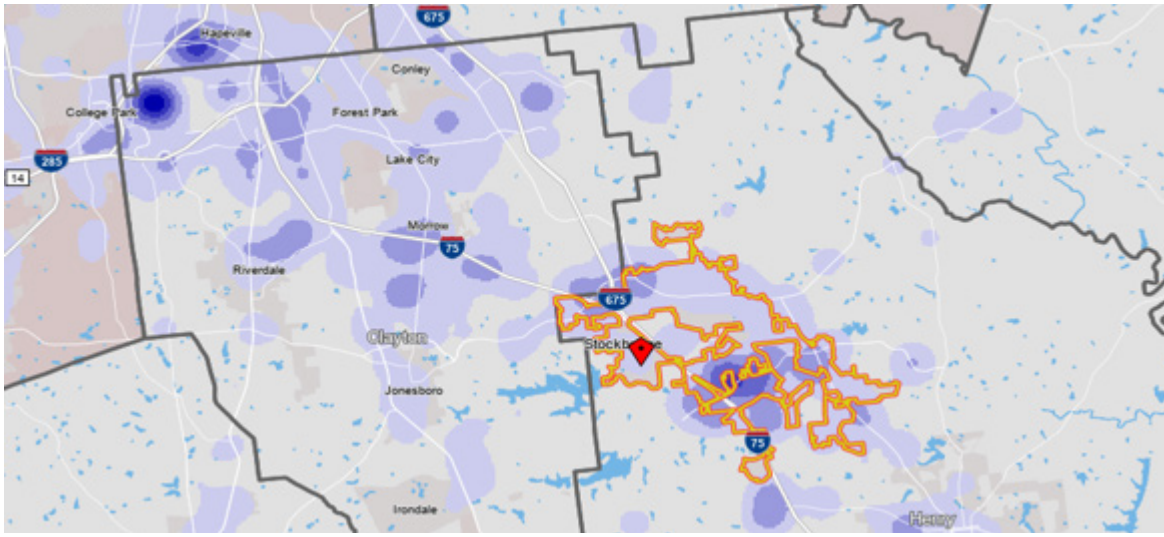 675
Hapeville
Conley
College Park
Forest Park
285
Lake City
14
Morrow
75
Riverdale
675
Clayton
Stockbridge
Jonesboro
75
Irondale
Henry